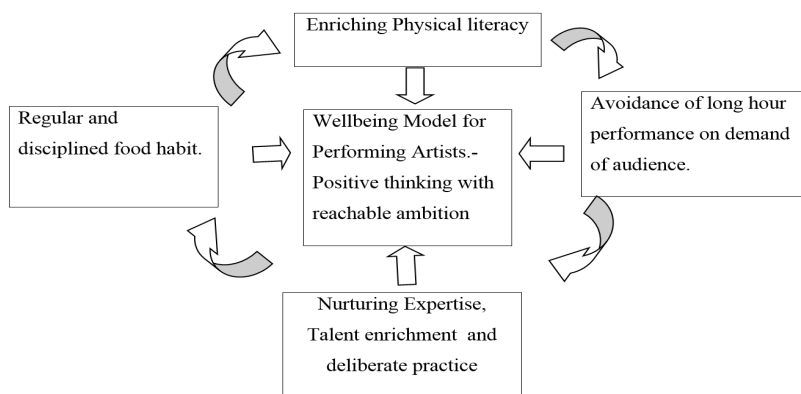 Enriching Physical literacy
Regular and
disciplined food habit.
Wellbeing Model for
Performing Artists.-
Positive thinking with
reachable ambition
Avoidance of long hour
performance on demand
of audience.
Nurturing Expertise,
Talent enrichment and
deliberate practice